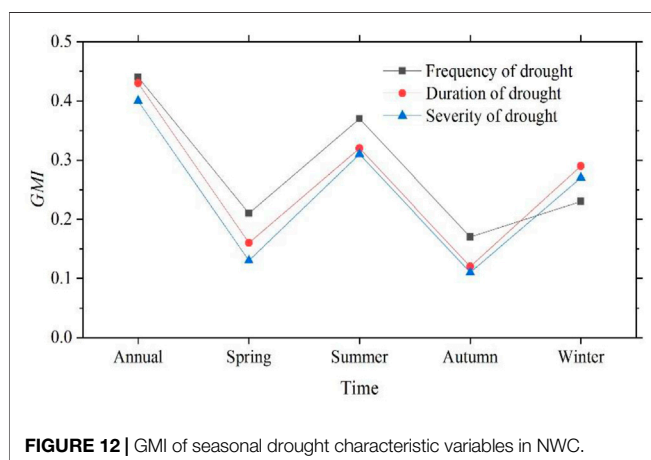 0.5
0.4
0.3
0.2
0.1
0.0
GMI
Frequency of drought
Duration of drought
Severity of drought
Annual Spring Summer Autumn Winter
Time
FIGURE 12 | GMI of seasonal drought characteristic variables in NWC.